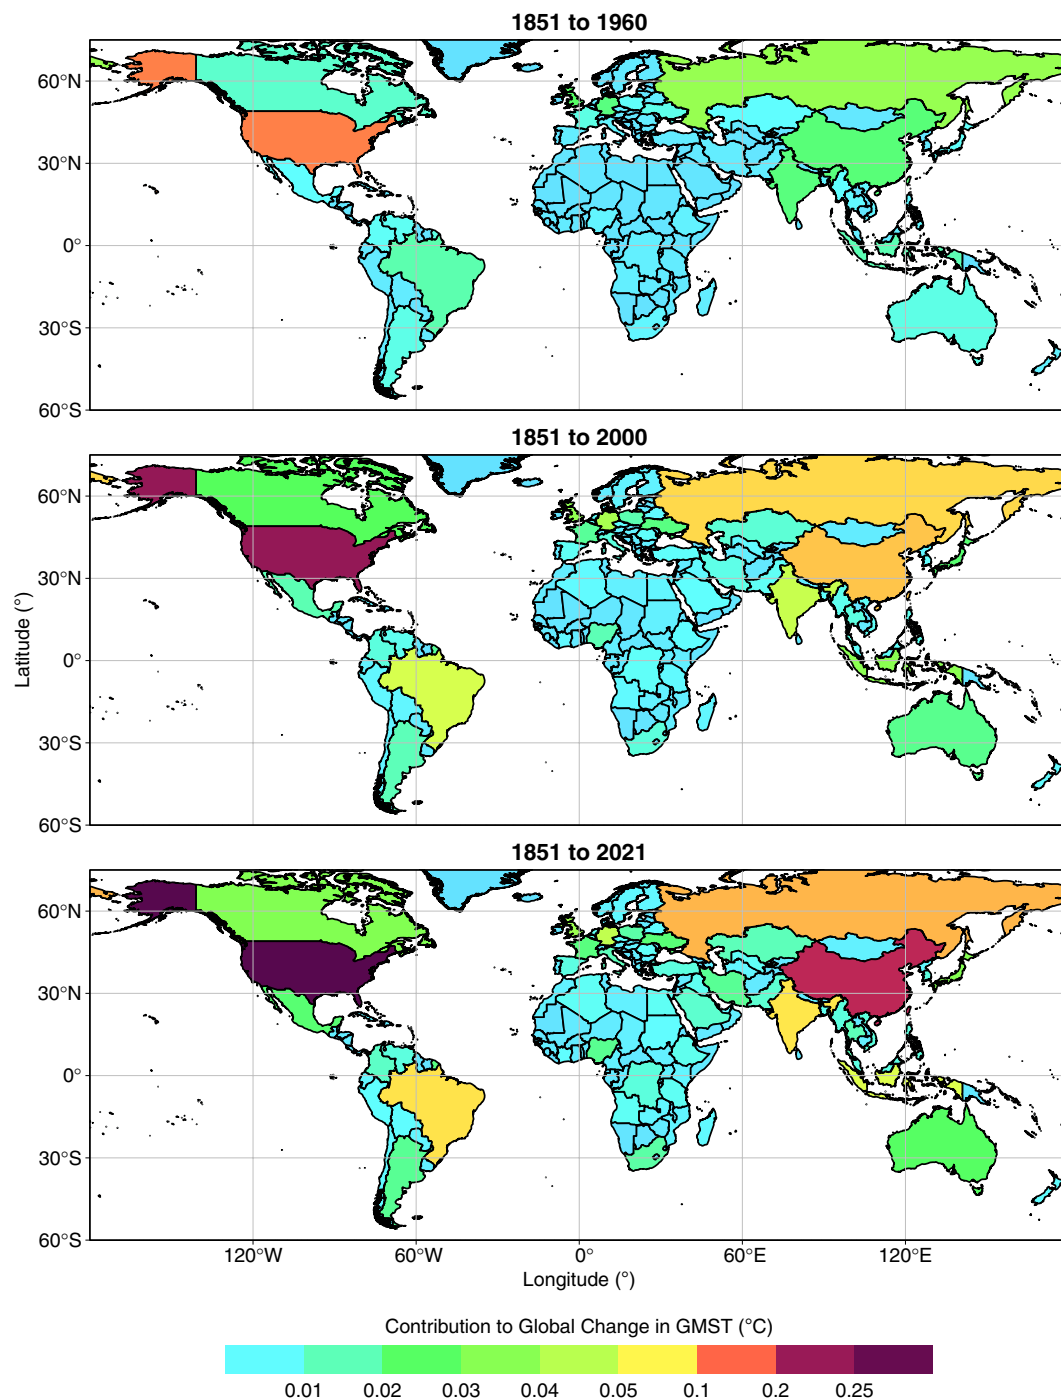 1851 to 1960
60°N
30°N
0°
30°S
60°S
1851 to 2000
60°N
30°N
0°
30°S
60°S
Latitude (°)
1851 to 2021
60°N
30°N
0°
30°S
60°S
120°W 60°W 0° 60°E 120°E
Longitude (°)
Contribution to Global Change in GMST (°C)
0.01 0.02 0.03 0.04 0.05 0.1 0.2 0.25